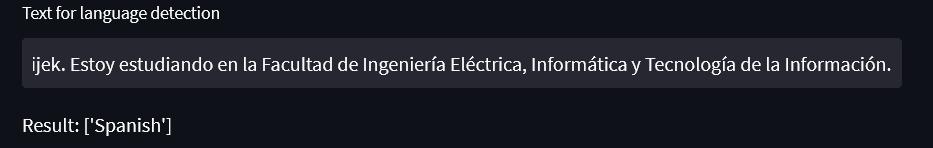 Text for language detection
ijek. Estoy estudiando en la Facultad de Ingeniería Eléctrica, Informática y Tecnología de la Información.
Result: ['Spanish']